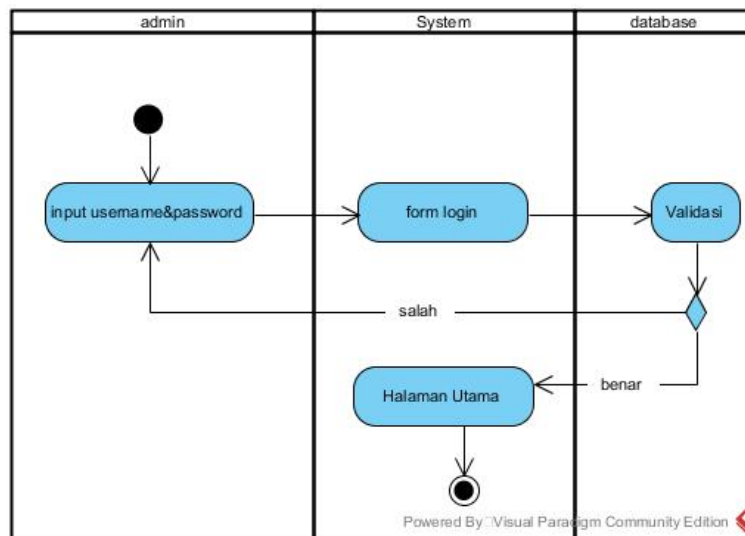 admin
System
database
input username&password
form login
Validasi
salah
benar
Halaman Utama
Powered By Visual Paradigm Community Edition